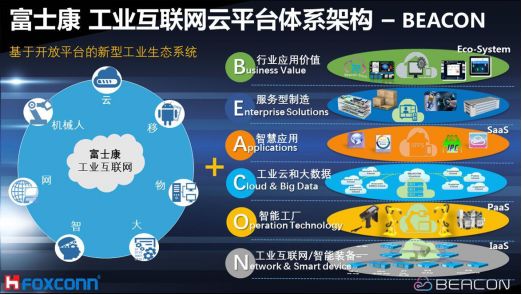 富士康 工业互联网云平台体系架构 – BEACON
基于开放平台的新型工业生态系统
云
移
物
大
智
网
机械人
富士康
工业互联网
+
B 行业应用价值
Business Value
Eco-System
E 服务型制造
Enterprise Solutions
A 智慧应用
Applications
SaaS
APPS
IPC
C 工业云和大数据
Cloud & Big Data
O 智能工厂
Operation Technology
PaaS
N 工业互联网/智能装备
Network & Smart device
IaaS
FOXCONN
BEACON